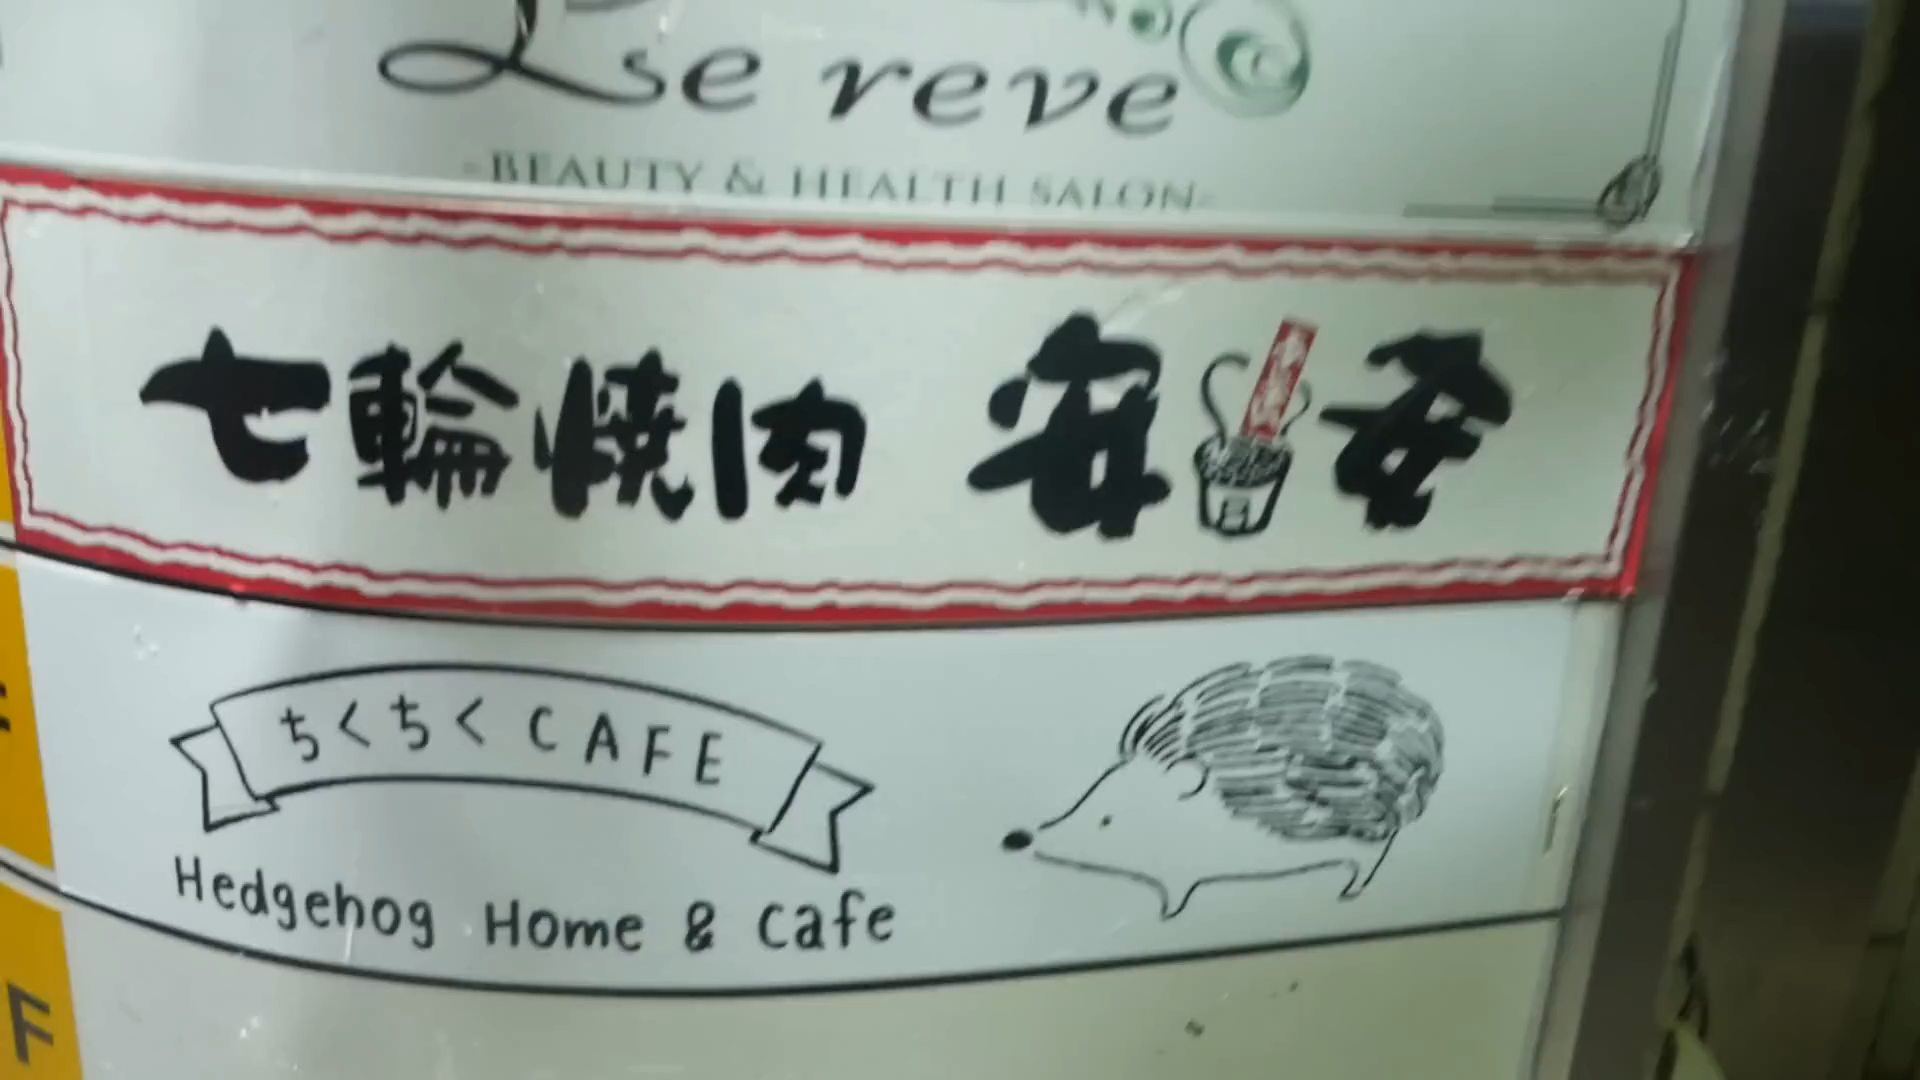 Lse reve
-BEAUTY & HEALTH SALON-
七輪焼肉 安安
ちくちくCAFE
Hedgehog Home & Cafe
F